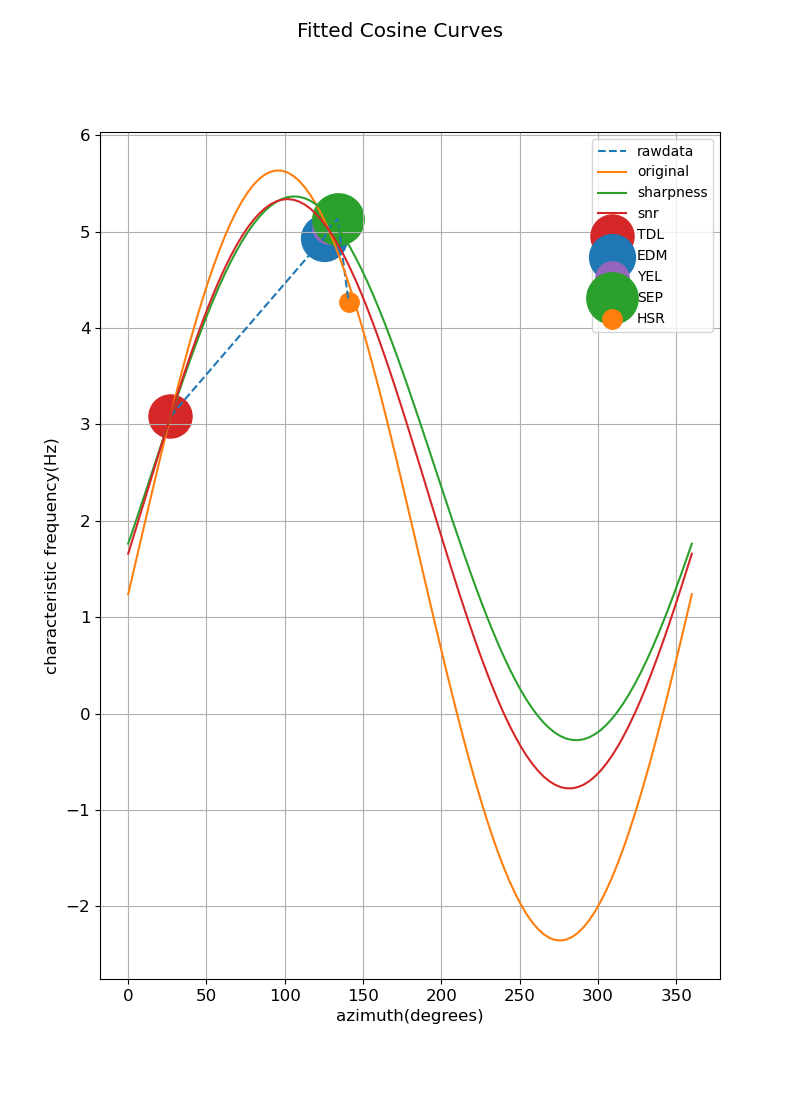 Fitted Cosine Curves
rawdata
original
sharpness
snr
TDL
EDM
YEL
SEP
HSR
6
5
4
3
2
1
0
−1
−2
characteristic frequency(Hz)
0 50 100 150 200 250 300 350
azimuth(degrees)